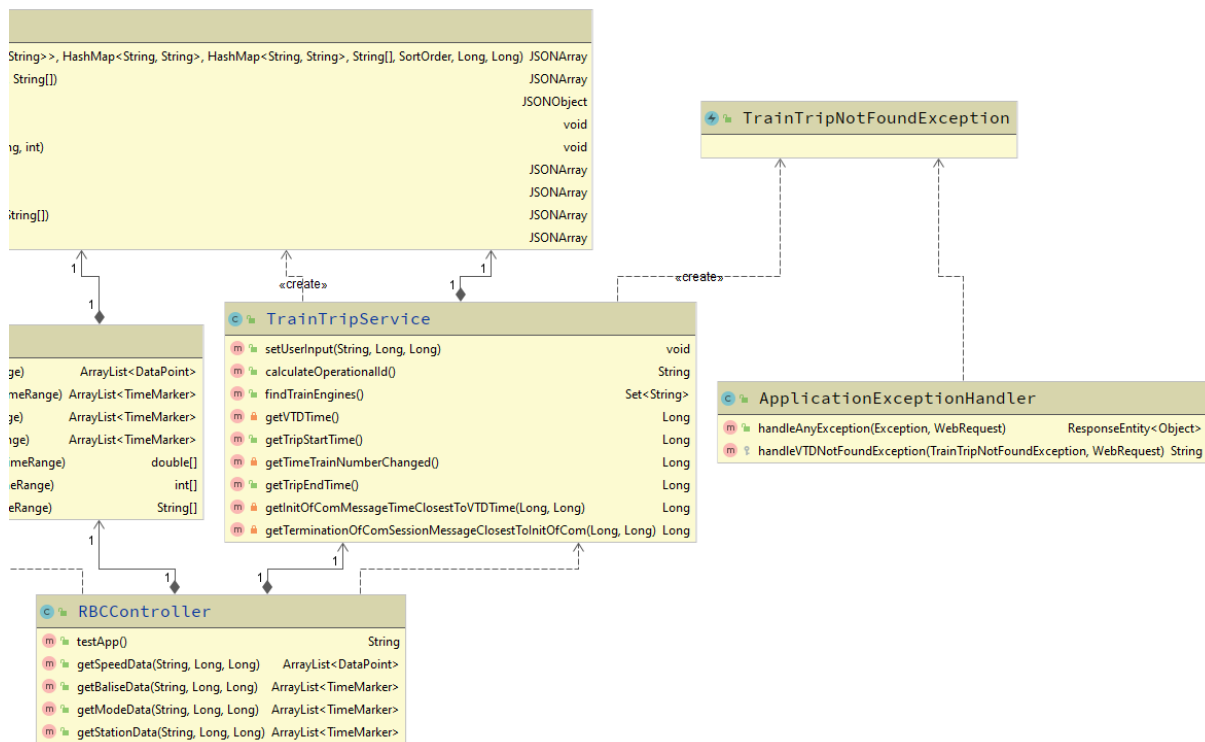 String>>, HashMap<String, String>, HashMap<String, String>, String[], SortOrder, Long, Long) JSONArray
String[]) JSONArray
JSONObject
void
ng, int) void
JSONArray
JSONArray
String[]) JSONArray
JSONArray
TrainTripNotFoundException
1
1
1
1
«create»
«create»
TrainTripService
setUserInput(String, Long, Long) void
calculateOperationalId() String
findTrainEngines() Set<String>
getVTDTime() Long
getTripStartTime() Long
getTimeTrainNumberChanged() Long
getTripEndTime() Long
getInitOfComMessageTimeClosestToVTDTime(Long, Long) Long
getTerminationOfComSessionMessageClosestToInitOfCom(Long, Long) Long
ge) ArrayList<DataPoint>
meRange) ArrayList<TimeMarker>
ge) ArrayList<TimeMarker>
nge) ArrayList<TimeMarker>
imeRange) double[]
eRange) int[]
eRange) String[]
ApplicationExceptionHandler
handleAnyException(Exception, WebRequest) ResponseEntity<Object>
handleVTDNotFoundException(TrainTripNotFoundException, WebRequest) String
1
1
1
1
RBCController
testApp() String
getSpeedData(String, Long, Long) ArrayList<DataPoint>
getBaliseData(String, Long, Long) ArrayList<TimeMarker>
getModeData(String, Long, Long) ArrayList<TimeMarker>
getStationData(String, Long, Long) ArrayList<TimeMarker>